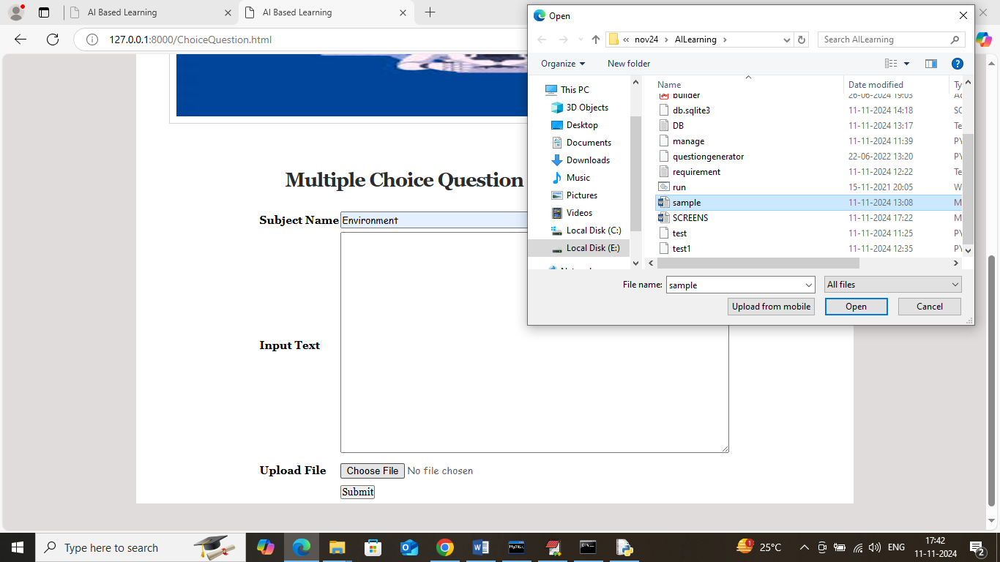 AI Based Learning
AI Based Learning
127.0.0.1:8000/ChoiceQuestion.html
Multiple Choice Question
Subject Name Environment
Input Text
Upload File Choose File No file chosen
Submit
Open
« nov24 › AILearning ›
Search AILearning
Organize
New folder
This PC
3D Objects
Desktop
Documents
Downloads
Music
Pictures
Videos
Local Disk (C:)
Local Disk (E:)
Name Date modified Ty
builder 26-06-2024 19:03
db.sqlite3 11-11-2024 14:18 SC
DB 11-11-2024 13:17 Te
manage 11-11-2024 11:39 PY
questiongenerator 22-06-2022 13:20 PY
requirement 11-11-2024 12:22 Te
run 15-11-2021 20:05 W
sample 11-11-2024 13:08 M
SCREENS 11-11-2024 17:22 M
test 11-11-2024 11:25 PY
test1 11-11-2024 12:35 PY
File name: sample All files
Upload from mobile Open Cancel
Type here to search
25°C
ENG
17:42
11-11-2024
2